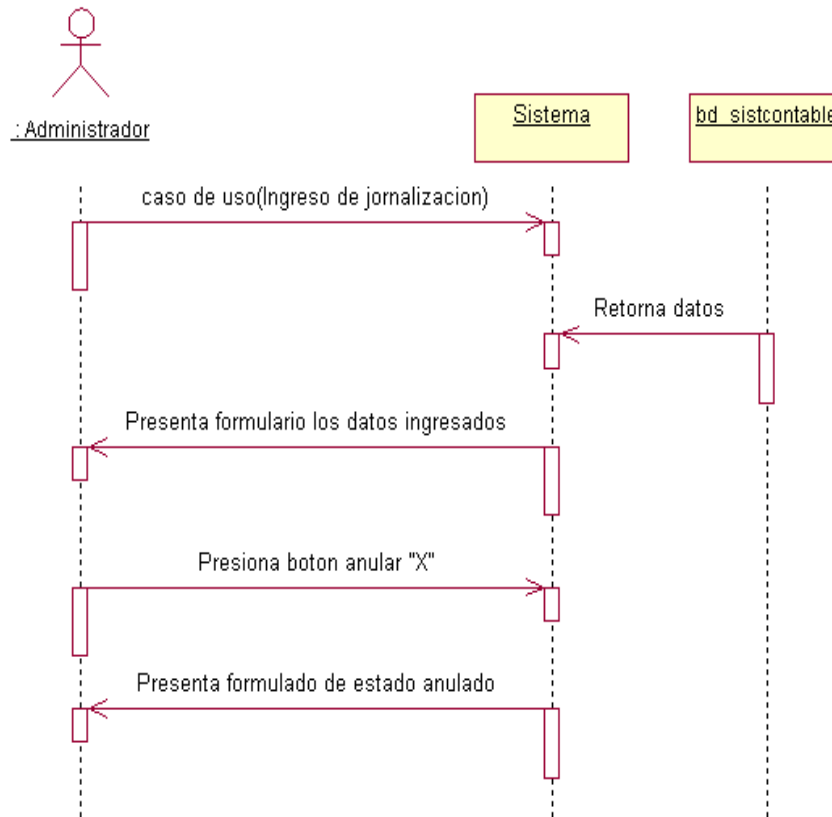 : Administrador
Sistema
bd_sistcontable
caso de uso(Ingreso de jornalizacion)
Retorna datos
Presenta formulario los datos ingresados
Presiona boton anular "X"
Presenta formulado de estado anulado